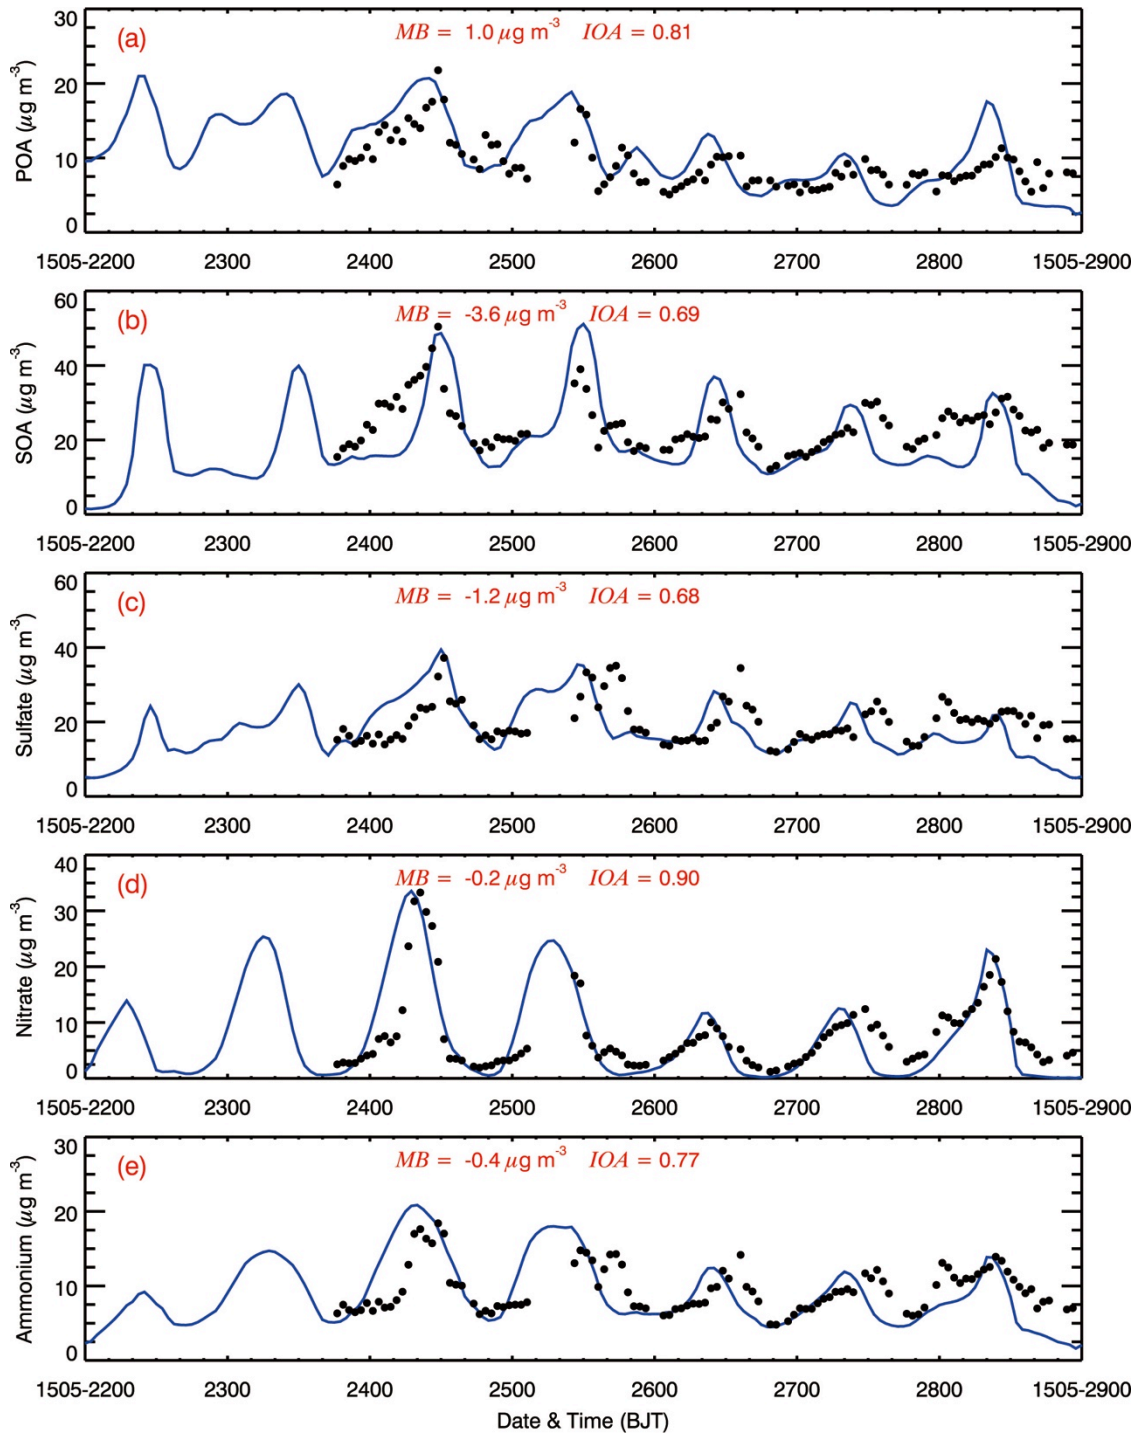 (a)
MB = 1.0 μg m-3 IOA = 0.81
POA (μg m-3)
30
20
10
0
1505-2200 2300 2400 2500 2600 2700 2800 1505-2900
(b)
MB = -3.6 μg m-3 IOA = 0.69
SOA (μg m-3)
60
40
20
0
1505-2200 2300 2400 2500 2600 2700 2800 1505-2900
(c)
MB = -1.2 μg m-3 IOA = 0.68
Sulfate (μg m-3)
60
40
20
0
1505-2200 2300 2400 2500 2600 2700 2800 1505-2900
(d)
MB = -0.2 μg m-3 IOA = 0.90
Nitrate (μg m-3)
40
30
20
10
0
1505-2200 2300 2400 2500 2600 2700 2800 1505-2900
(e)
MB = -0.4 μg m-3 IOA = 0.77
Ammonium (μg m-3)
30
20
10
0
1505-2200 2300 2400 2500 2600 2700 2800 1505-2900
Date & Time (BJT)